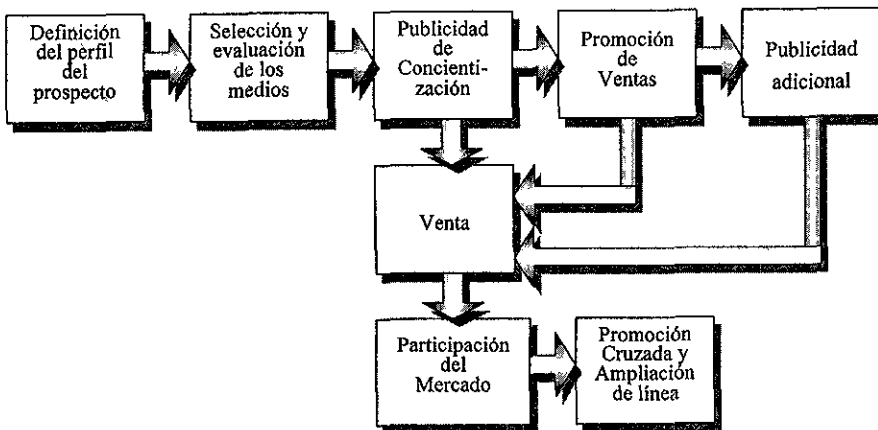 Definición
del pèrfil
del
prospecto
Selección y
evaluación
de los
medios
Publicidad
de
Concienti-
zación
Promoción
de
Ventas
Publicidad
adicional
Venta
Participación
del
Mercado
Promoción
Cruzada y
Ampliación
de línea